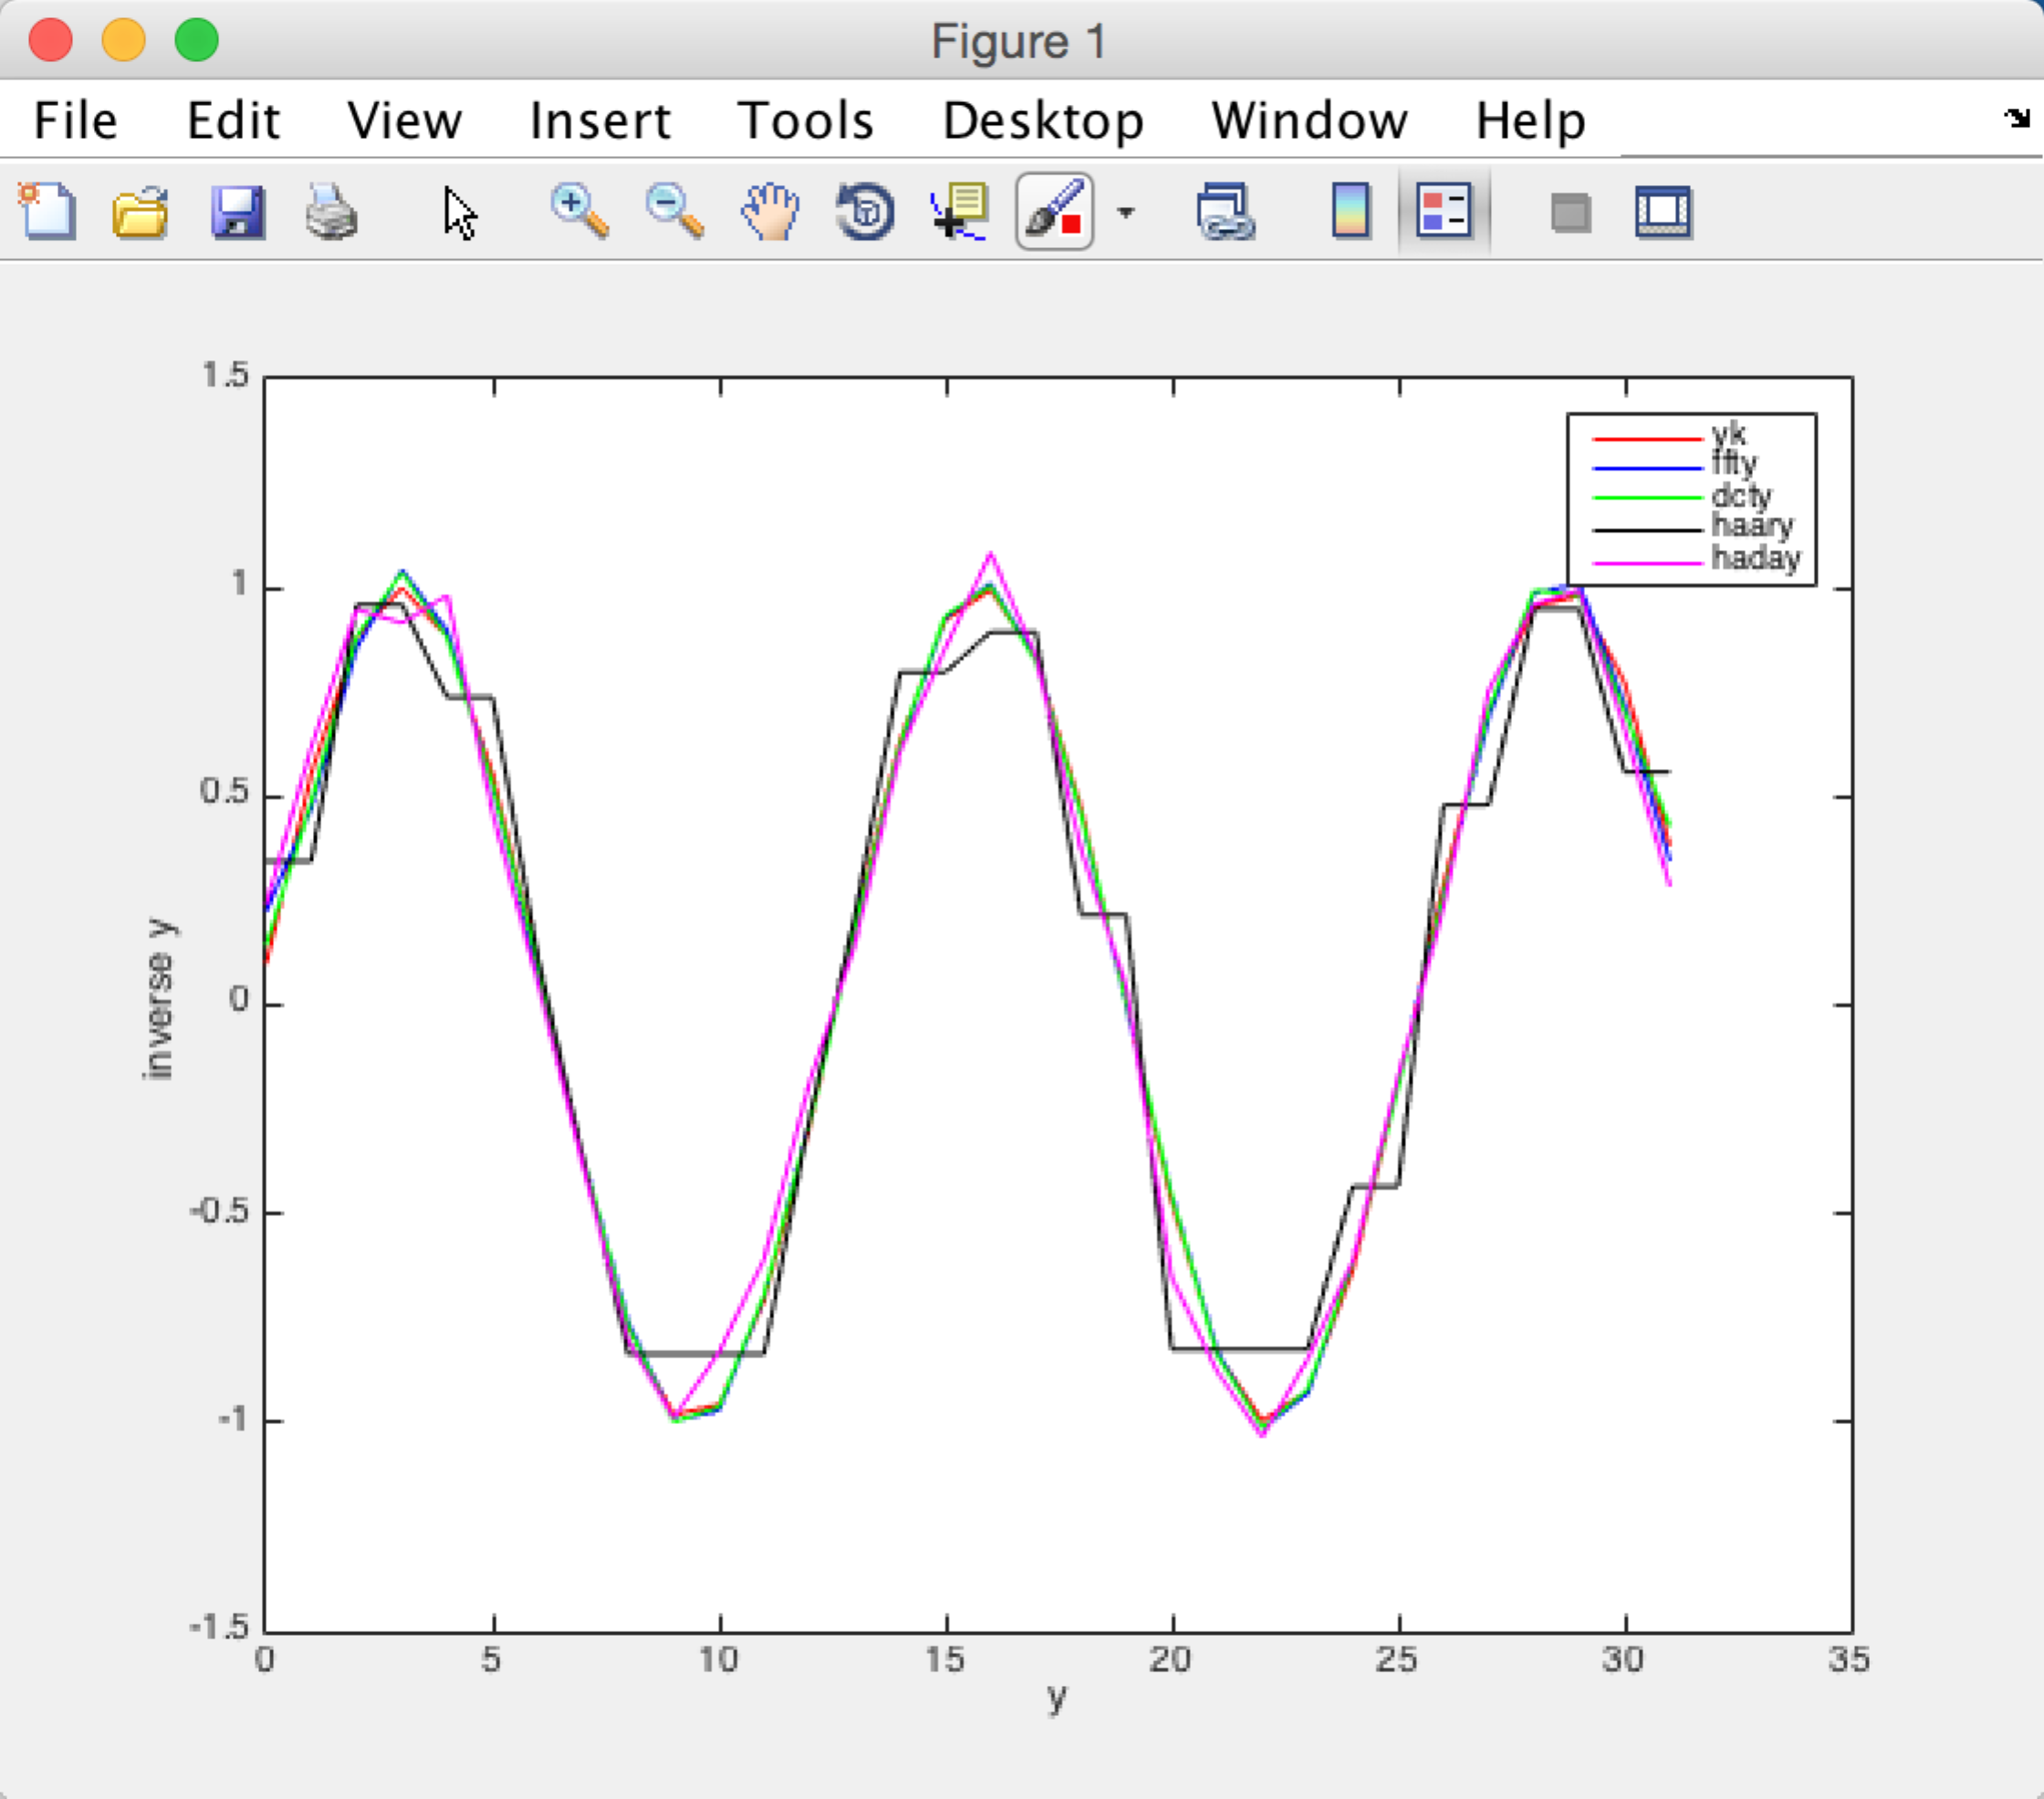 Figure 1
File Edit View Insert Tools Desktop Window Help
1.5
1
0.5
0
-0.5
-1
-1.5
inverse y
yk
ffty
dcty
haary
haday
0 5 10 15 20 25 30 35
y